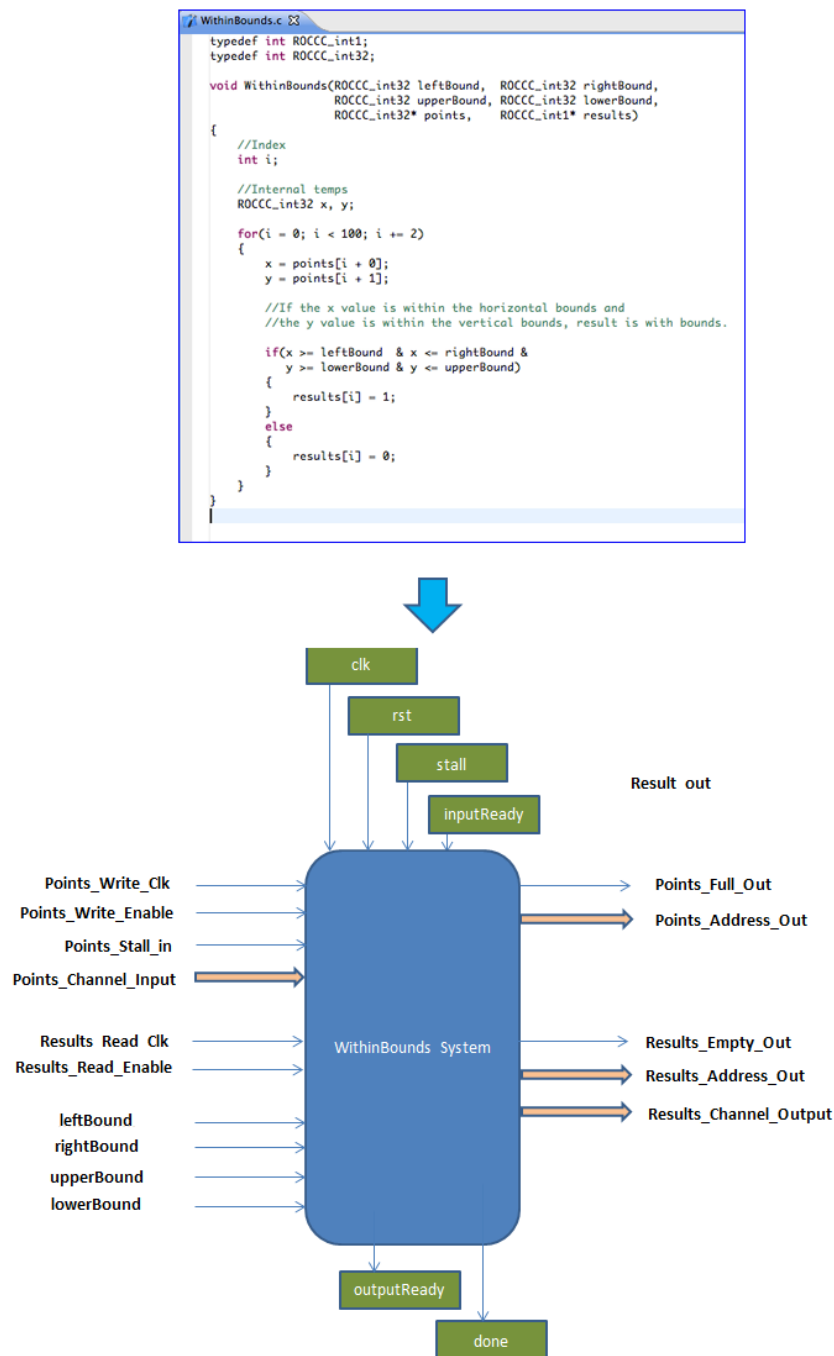 WithinBounds.c
typedef int ROCCC_int1;
typedef int ROCCC_int32;
void WithinBounds(ROCCC_int32 leftBound,  ROCCC_int32 rightBound,
ROCCC_int32 upperBound, ROCCC_int32 lowerBound,
ROCCC_int32* points,    ROCCC_int1* results)
{
//Index
int i;
//Internal temps
ROCCC_int32 x, y;
for(i = 0; i < 100; i += 2)
{
x = points[i + 0];
y = points[i + 1];
//If the x value is within the horizontal bounds and
//the y value is within the vertical bounds, result is with bounds.
if(x >= leftBound  & x <= rightBound &
y >= lowerBound & y <= upperBound)
{
results[i] = 1;
}
else
{
results[i] = 0;
}
}
}
clk
rst
stall
inputReady
Result out
Points_Write_Clk
Points_Write_Enable
Points_Stall_in
Points_Channel_Input
Results Read Clk
Results_Read_Enable
leftBound
rightBound
upperBound
lowerBound
WithinBounds System
Points_Full_Out
Points_Address_Out
Results_Empty_Out
Results_Address_Out
Results_Channel_Output
outputReady
done